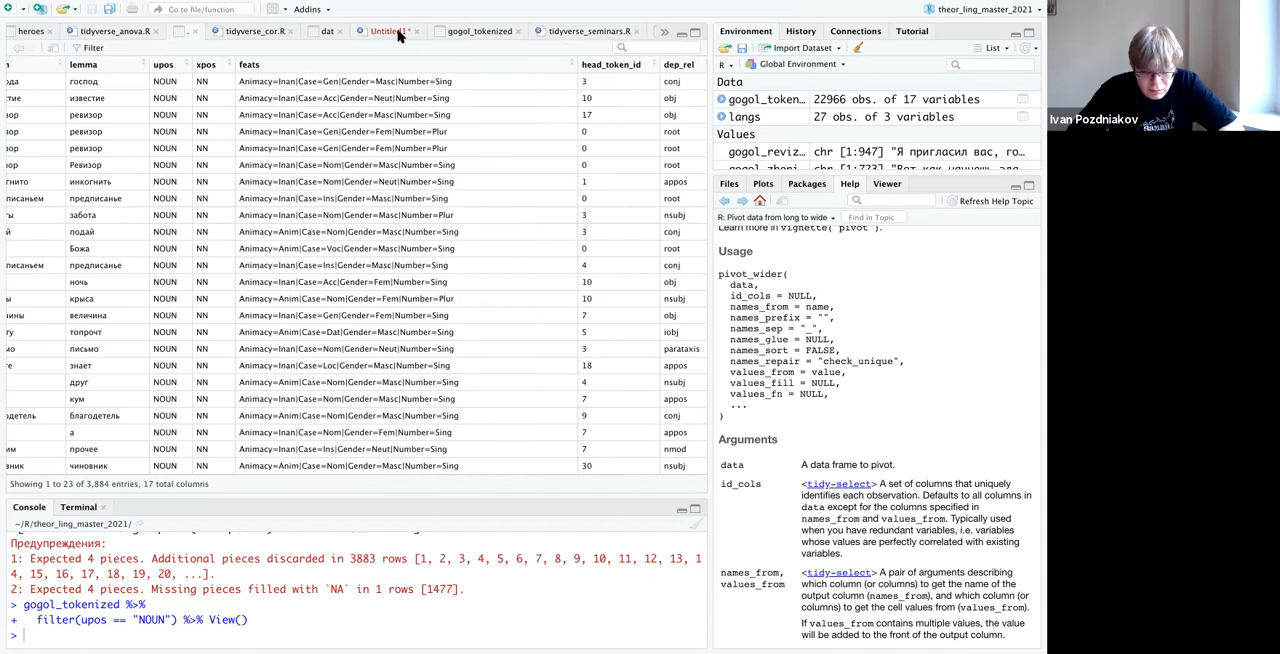 Go to file/function
Addins
theor_ling_master_2021
heroes
tidyverse_anova.R
.
tidyverse_cor.R
dat
Untitled1*
gogol_tokenized
tidyverse_seminars.R
Filter
lemma upos xpos feats head_token_id dep_rel
ода господ NOUN NN Animacy=Inan|Case=Gen|Gender=Masc|Number=Sing 3 conj
стие известие NOUN NN Animacy=Inan|Case=Acc|Gender=Neut|Number=Sing 10 obj
зор ревизор NOUN NN Animacy=Inan|Case=Acc|Gender=Masc|Number=Sing 17 obj
зор ревизор NOUN NN Animacy=Inan|Case=Gen|Gender=Fem|Number=Plur 0 root
зор ревизор NOUN NN Animacy=Inan|Case=Gen|Gender=Fem|Number=Plur 0 root
зор Ревизор NOUN NN Animacy=Inan|Case=Nom|Gender=Masc|Number=Sing 0 root
гнито инкогнить NOUN NN Animacy=Inan|Case=Nom|Gender=Neut|Number=Sing 1 appos
писаньем предписанье NOUN NN Animacy=Inan|Case=Ins|Gender=Masc|Number=Sing 0 root
ты забота NOUN NN Animacy=Inan|Case=Nom|Gender=Masc|Number=Plur 3 nsubj
й подай NOUN NN Animacy=Anim|Case=Nom|Gender=Masc|Number=Sing 3 conj
Божа NOUN NN Animacy=Inan|Case=Voc|Gender=Masc|Number=Sing 0 root
писаньем предписанье NOUN NN Animacy=Inan|Case=Ins|Gender=Masc|Number=Sing 4 conj
ночь NOUN NN Animacy=Inan|Case=Acc|Gender=Fem|Number=Sing 10 obj
ы крыса NOUN NN Animacy=Anim|Case=Nom|Gender=Fem|Number=Plur 10 nsubj
чины величина NOUN NN Animacy=Inan|Case=Gen|Gender=Fem|Number=Sing 7 obj
ту топрчт NOUN NN Animacy=Anim|Case=Dat|Gender=Masc|Number=Sing 5 iobj
мо письмо NOUN NN Animacy=Inan|Case=Nom|Gender=Neut|Number=Sing 3 parataxis
те знает NOUN NN Animacy=Inan|Case=Loc|Gender=Masc|Number=Sing 18 appos
друг NOUN NN Animacy=Anim|Case=Nom|Gender=Masc|Number=Sing 4 nsubj
кум NOUN NN Animacy=Anim|Case=Nom|Gender=Masc|Number=Sing 7 appos
одетель благодетель NOUN NN Animacy=Anim|Case=Nom|Gender=Masc|Number=Sing 9 conj
а NOUN NN Animacy=Anim|Case=Nom|Gender=Fem|Number=Sing 7 appos
им прочее NOUN NN Animacy=Inan|Case=Ins|Gender=Neut|Number=Sing 7 nmod
вник чиновник NOUN NN Animacy=Anim|Case=Nom|Gender=Masc|Number=Sing 30 nsubj
Showing 1 to 23 of 3,884 entries, 17 total columns
Console Terminal
~/R/theor_ling_master_2021/
Предупреждения:
1: Expected 4 pieces. Additional pieces discarded in 3883 rows [1, 2, 3, 4, 5, 6, 7, 8, 9, 10, 11, 12, 13, 1
4, 15, 16, 17, 18, 19, 20, ...].
2: Expected 4 pieces. Missing pieces filled with `NA` in 1 rows [1477].
> gogol_tokenized %>%
+ filter(upos == "NOUN") %>% View()
>
Environment History Connections Tutorial
Import Dataset
List
R
Global Environment
Data
gogol_token... 22966 obs. of 17 variables
langs 27 obs. of 3 variables
Values
gogol_reviz... chr [1:947] "Я пригласил вас, го...
Files Plots Packages Help Viewer
Refresh Help Topic
R: Pivot data from long to wide
Find in Topic
Learn more in vignette("pivot").
Usage
pivot_wider(
data,
id_cols = NULL,
names_from = name,
names_prefix = "",
names_sep = "_",
names_glue = NULL,
names_sort = FALSE,
names_repair = "check_unique",
values_from = value,
values_fill = NULL,
values_fn = NULL,
...
)
Arguments
data A data frame to pivot.
id_cols <tidy-select> A set of columns that uniquely
identifies each observation. Defaults to all columns in
data except for the columns specified in
names_from and values_from. Typically used
when you have redundant variables, i.e. variables
whose values are perfectly correlated with existing
variables.
names_from, values_from <tidy-select> A pair of arguments describing
which column (or columns) to get the name of the
output column (names_from), and which column (or
columns) to get the cell values from (values_from).
If values_from contains multiple values, the value
will be added to the front of the output column.
Ivan Pozdniakov